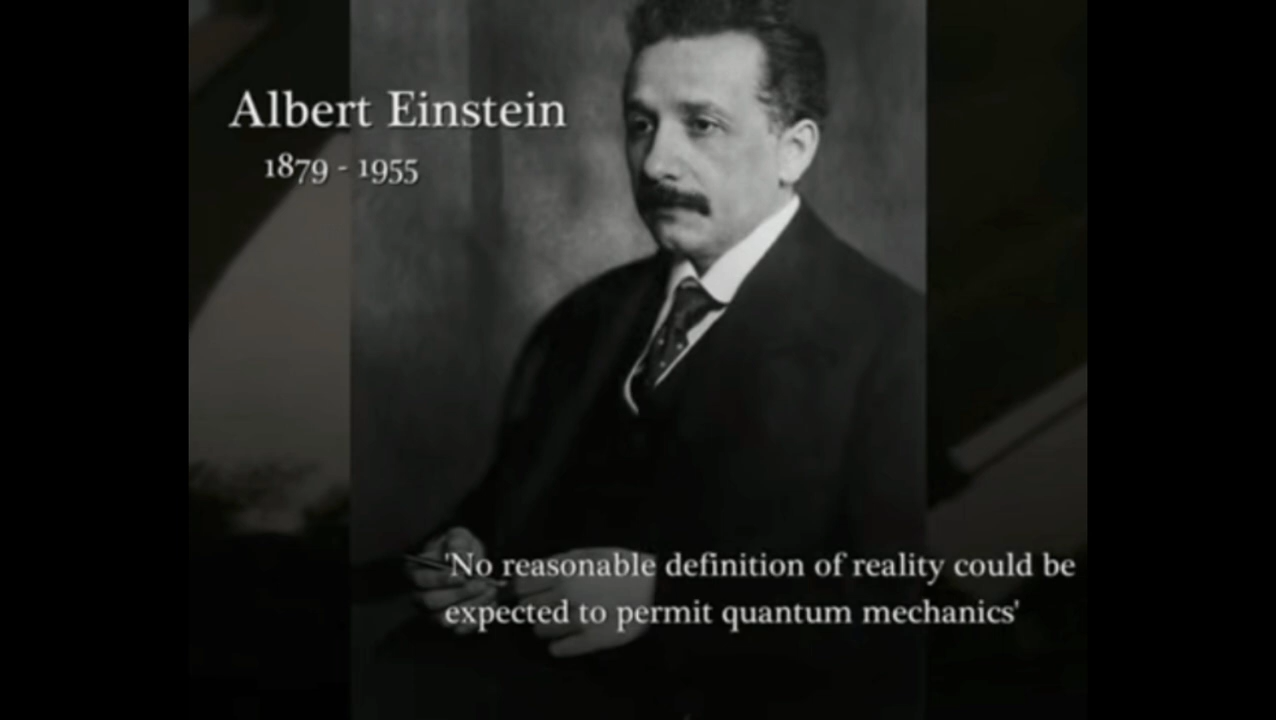 Albert Einstein
1879 - 1955
'No reasonable definition of reality could be
expected to permit quantum mechanics'